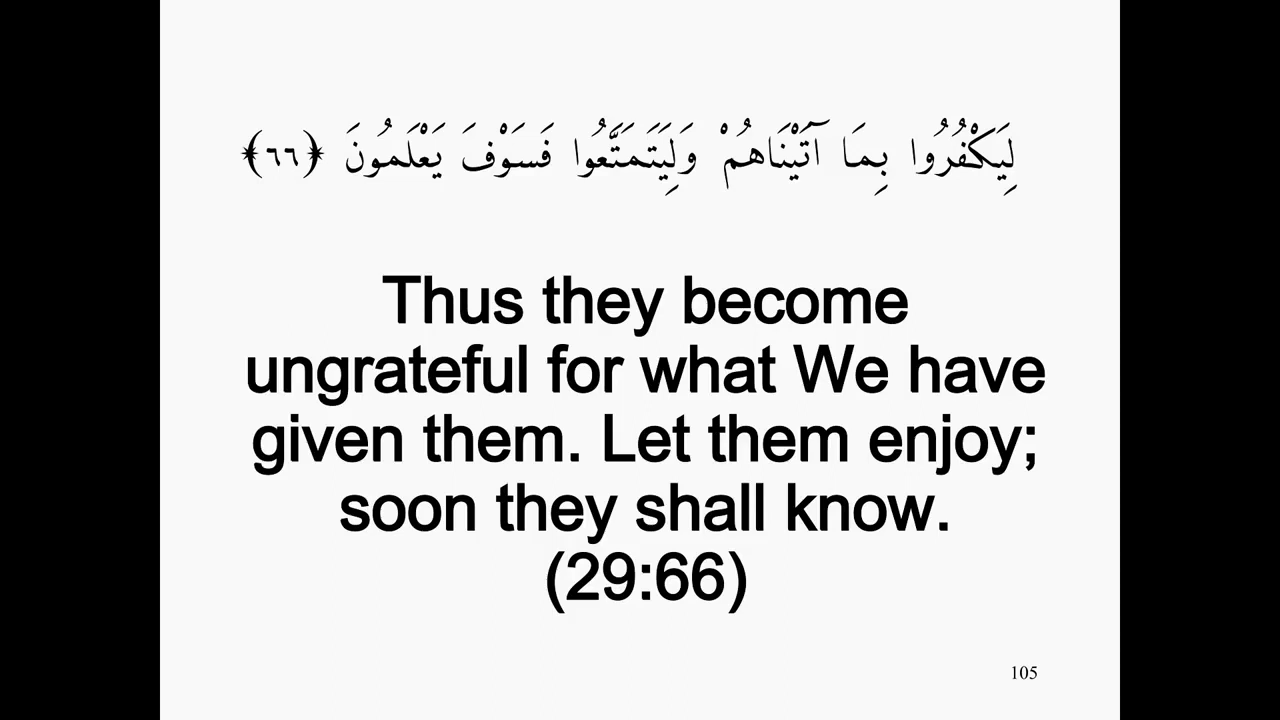 لِيَكْفُرُوا بِمَا آتَيْنَاهُمْ وَلِيَتَمَتَّعُوا فَسَوْفَ يَعْلَمُونَ ﴿٦٦﴾
Thus they become
ungrateful for what We have
given them. Let them enjoy;
soon they shall know.
(29:66)
105